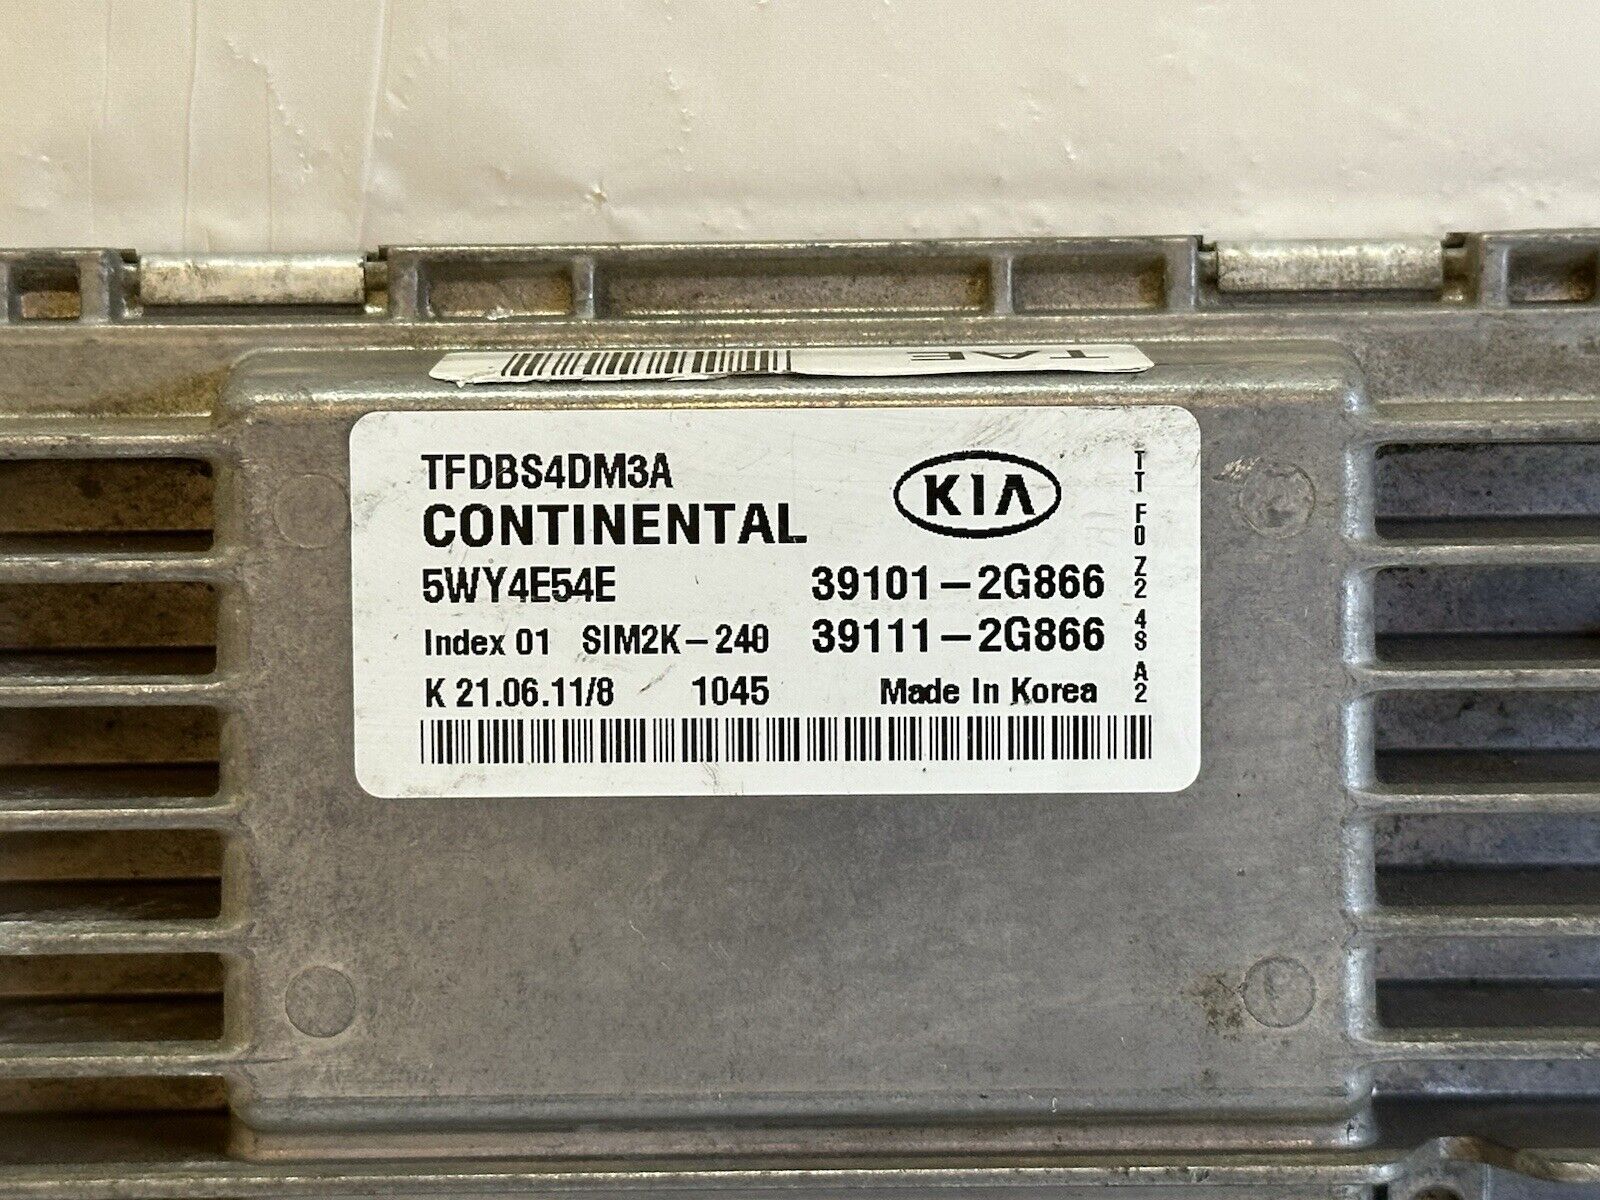 TAE
TFDBS4DM3A
CONTINENTAL
KIA
5WY4E54E 39101-2G866
Index 01 SIM2K-240 39111-2G866
K 21.06.11/8 1045 Made In Korea
TT F0 Z2 4S A2